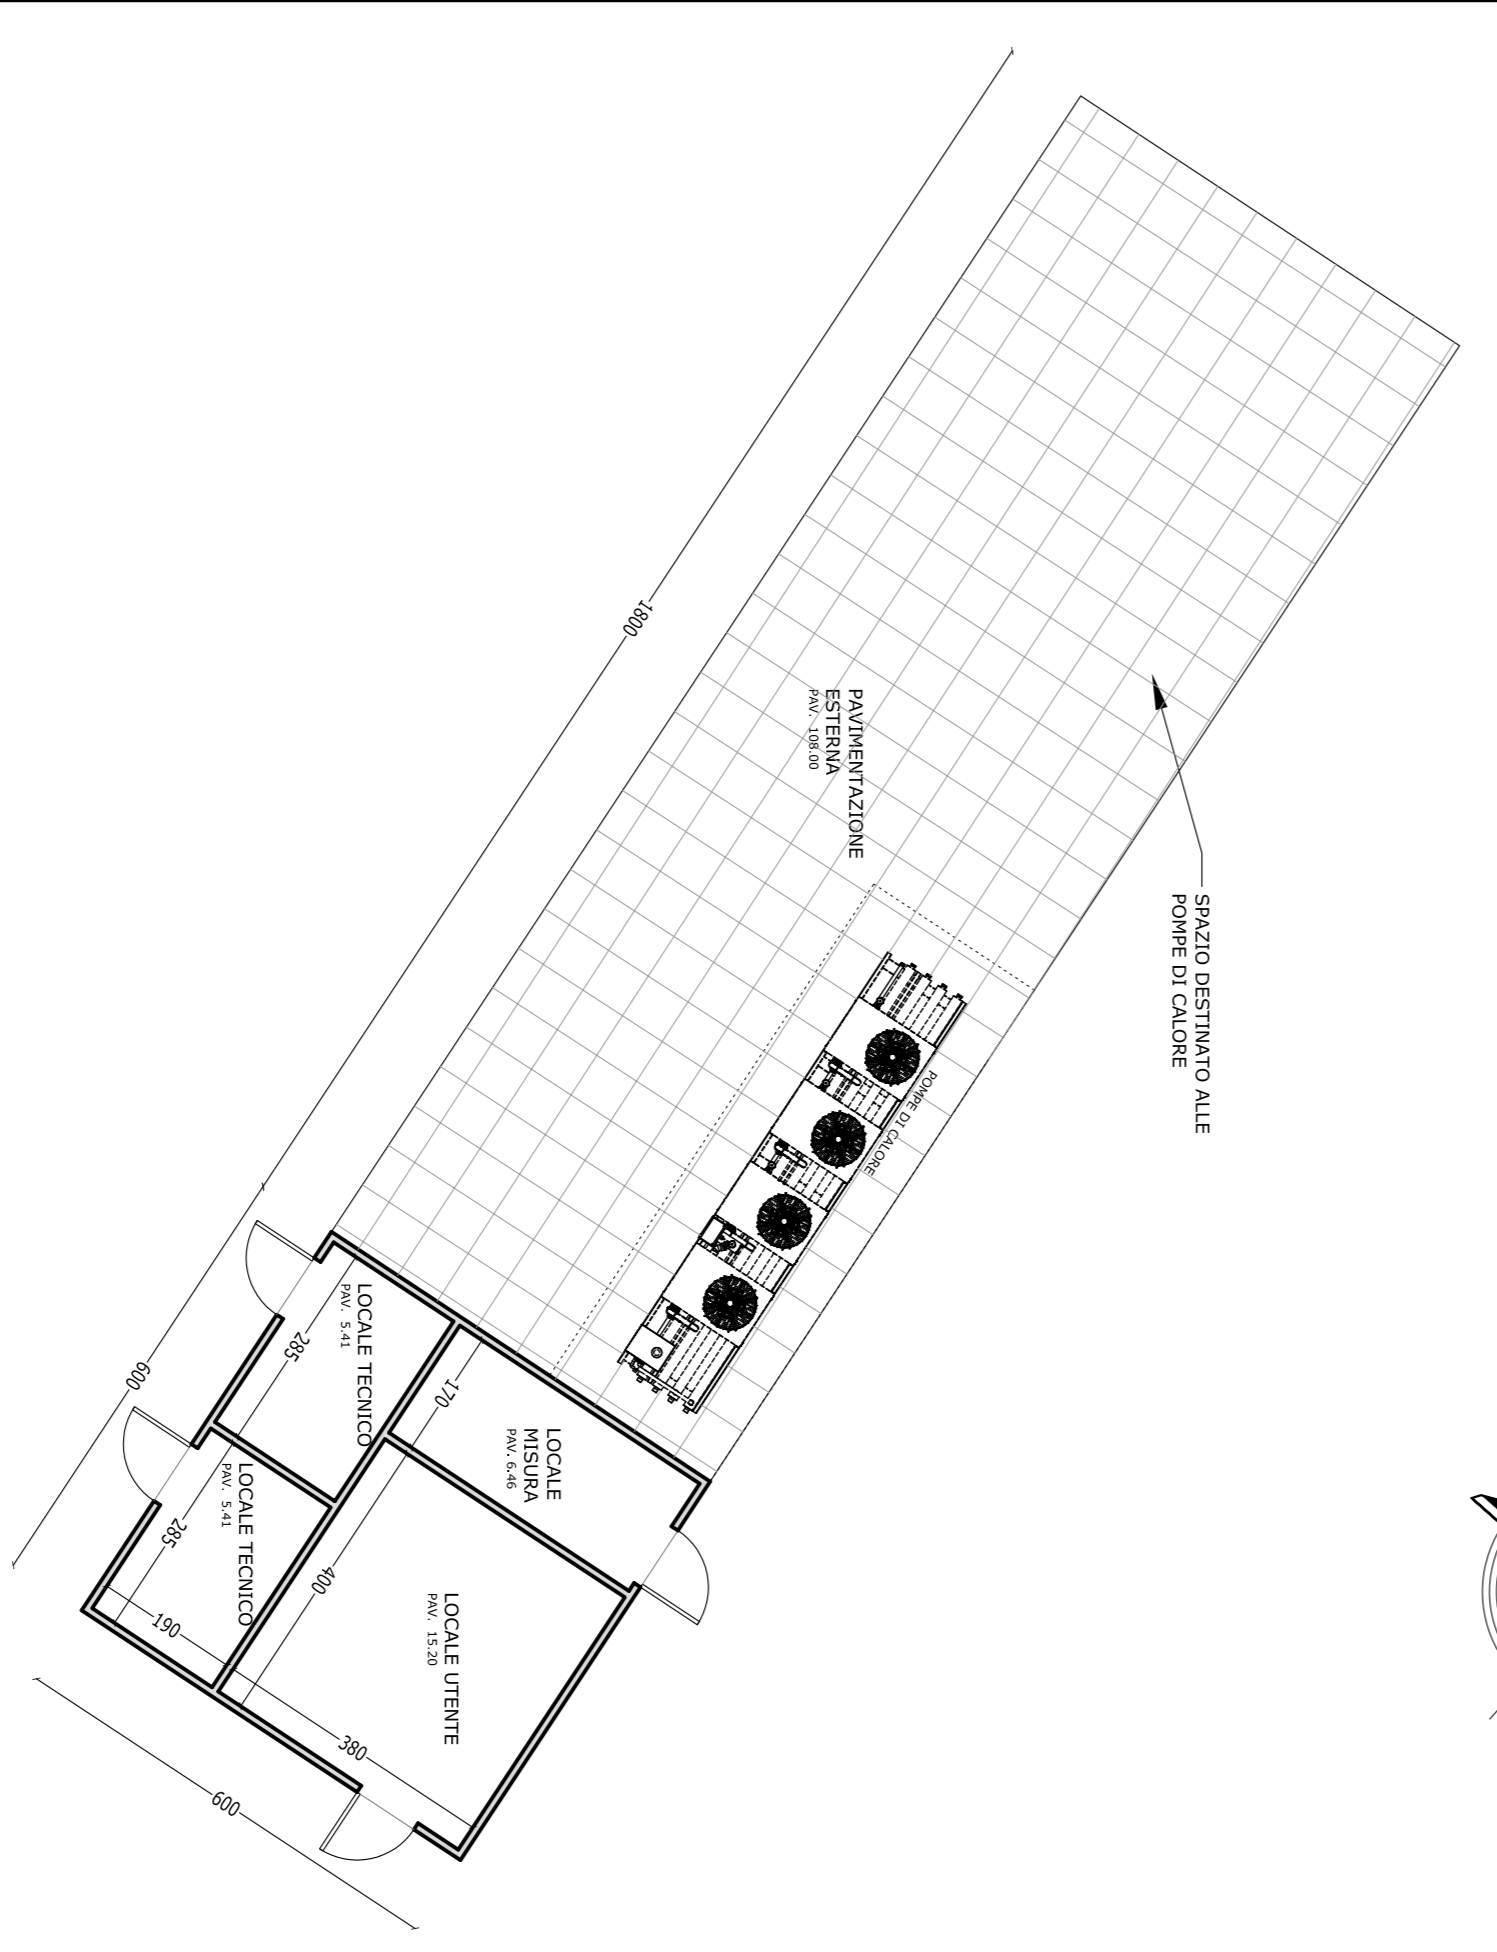 1800
PAVIMENTAZIONE
ESTERNA
PAV. 108.00
SPAZIO DESTINATO ALLE
POMPE DI CALORE
POMPE DI CALORE
600
LOCALE TECNICO
PAV. 5.41
285
170
LOCALE
MISURA
PAV. 6.46
LOCALE TECNICO
PAV. 5.41
285
400
190
LOCALE UTENTE
PAV. 15.20
380
600